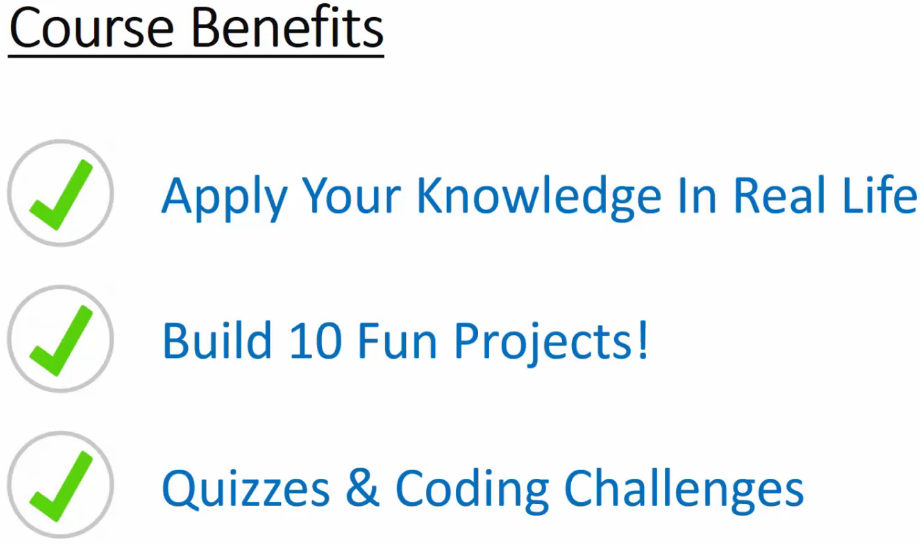 Course Benefits
Apply Your Knowledge In Real Life
Build 10 Fun Projects!
Quizzes & Coding Challenges